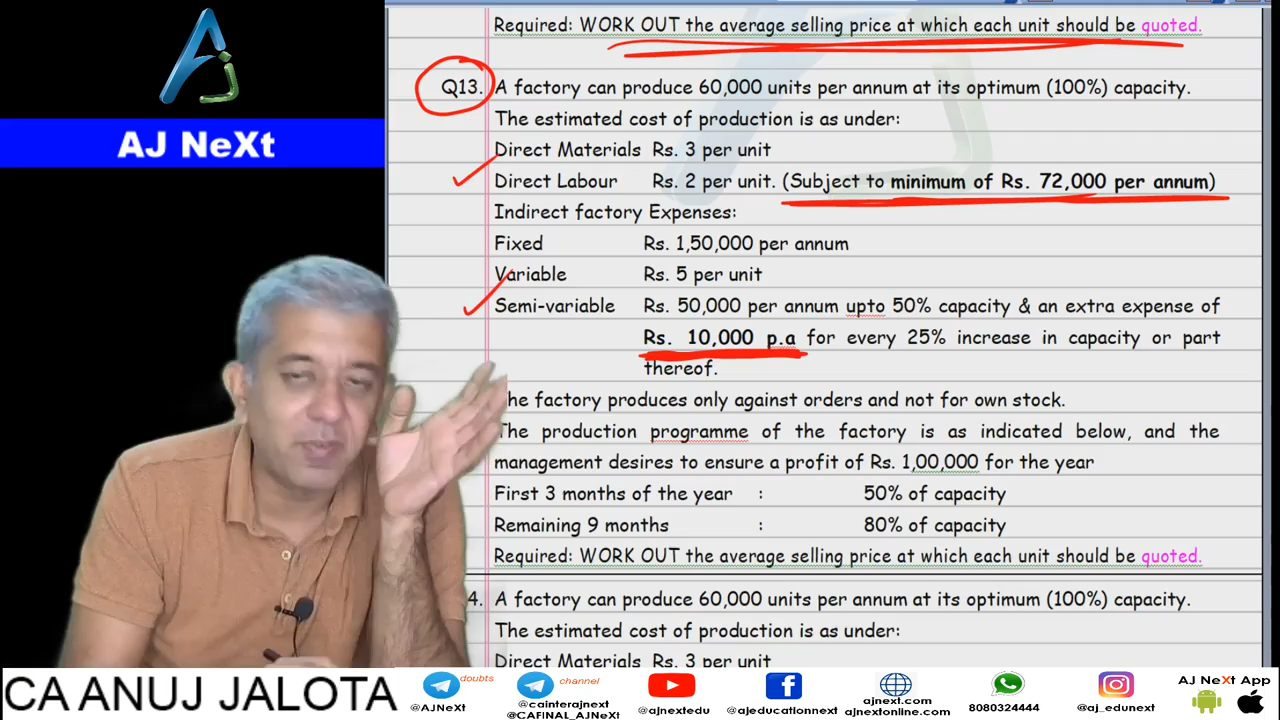 Required: WORK OUT the average selling price at which each unit should be quoted.
AJ NeXt
Q13. A factory can produce 60,000 units per annum at its optimum (100%) capacity.
The estimated cost of production is as under:
Direct Materials Rs. 3 per unit
Direct Labour Rs. 2 per unit. (Subject to minimum of Rs. 72,000 per annum)
Indirect factory Expenses:
Fixed Rs. 1,50,000 per annum
Variable Rs. 5 per unit
Semi-variable Rs. 50,000 per annum upto 50% capacity & an extra expense of
Rs. 10,000 p.a for every 25% increase in capacity or part
thereof.
he factory produces only against orders and not for own stock.
The production programme of the factory is as indicated below, and the
management desires to ensure a profit of Rs. 1,00,000 for the year
First 3 months of the year : 50% of capacity
Remaining 9 months : 80% of capacity
Required: WORK OUT the average selling price at which each unit should be quoted.
4. A factory can produce 60,000 units per annum at its optimum (100%) capacity.
The estimated cost of production is as under:
Direct Materials Rs. 3 per unit
CA ANUJ JALOTA
doubts
@AJNeXt
channel
@cainterajnext
@CAFINAL_AJNeXt
@ajnextedu
@ajeducationnext
ajnext.com
ajnextonline.com
8080324444
@aj_edunext
AJ NeXt App